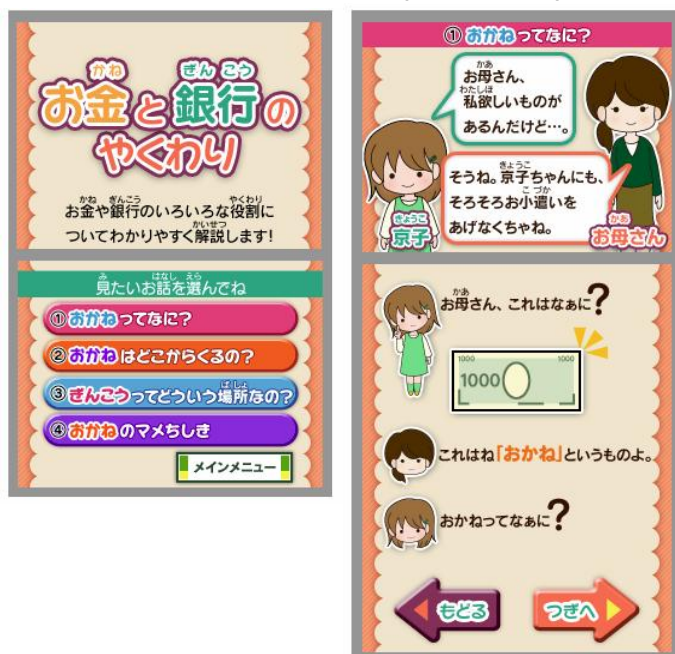 お金と銀行の
やくわり
お金や銀行のいろいろな役割に
ついてわかりやすく解説します!
見たいお話を選んでね
①おかねってなに?
②おかねはどこからくるの?
③ぎんこうってどういう場所なの?
④おかねのマメちしき
メインメニュー
①おかねってなに?
お母さん、
私欲しいものが
あるんだけど…。
そうね。京子ちゃんにも、
そろそろお小遣いを
あげなくちゃね。
京子
お母さん
お母さん、これはなぁに?
1000 1000
1000
これはね「おかね」というものよ。
おかねってなぁに?
もどる
つぎへ